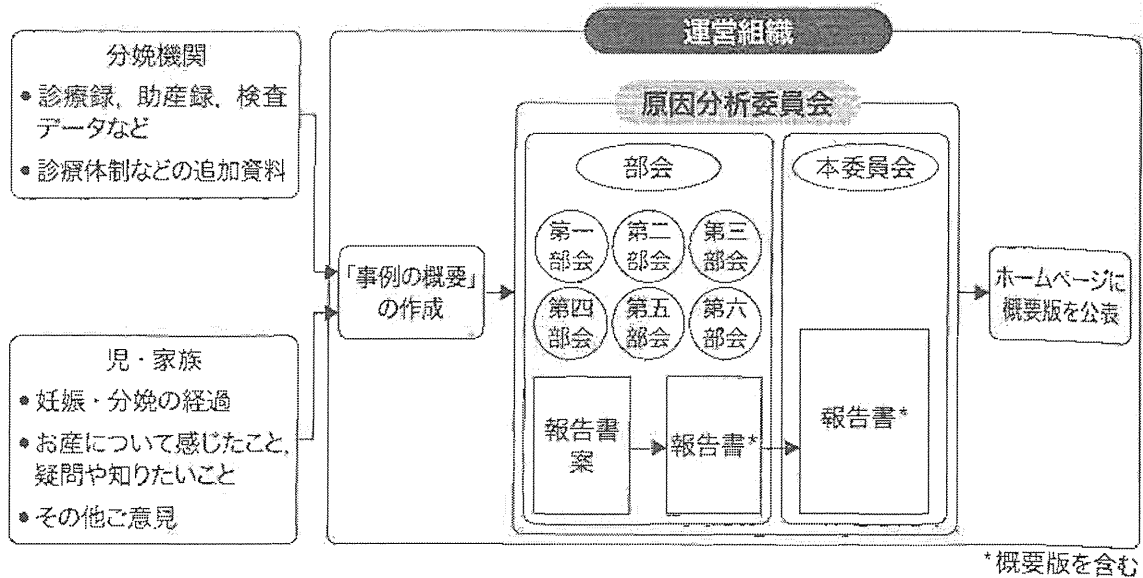 運営組織
分娩機関
● 診療録，助産録，検査
データなど
● 診療体制などの追加資料
児・家族
● 妊娠・分娩の経過
● お産について感じたこと，
疑問や知りたいこと
● その他ご意見
「事例の概要」
の作成
原因分析委員会
部会
第一
部会
第二
部会
第三
部会
第四
部会
第五
部会
第六
部会
報告書
案
報告書*
本委員会
報告書*
ホームページに
概要版を公表
*概要版を含む